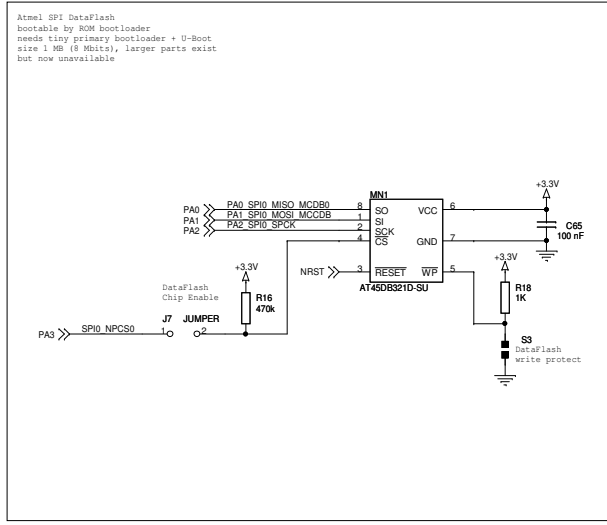 Atmel SPI DataFlash
bootable by ROM bootloader
needs tiny primary bootloader + U-Boot
size 1 MB (8 Mbits), larger parts exist
but now unavailable
+3.3V
MN1
PA0 PA0_SPI0_MISO_MCDB0 8 SO VCC 6
PA1 PA1_SPI0_MOSI_MCCDB 1 SI
PA2 PA2_SPI0_SPCK 2 SCK
4 CS GND 7
C65
100 nF
+3.3V
+3.3V
NRST 3 RESET WP 5
AT45DB321D-SU
DataFlash
Chip Enable
R16
470k
R18
1K
J7 JUMPER
PA3 SPI0_NPCS0 1 2
S3
DataFlash
write protect